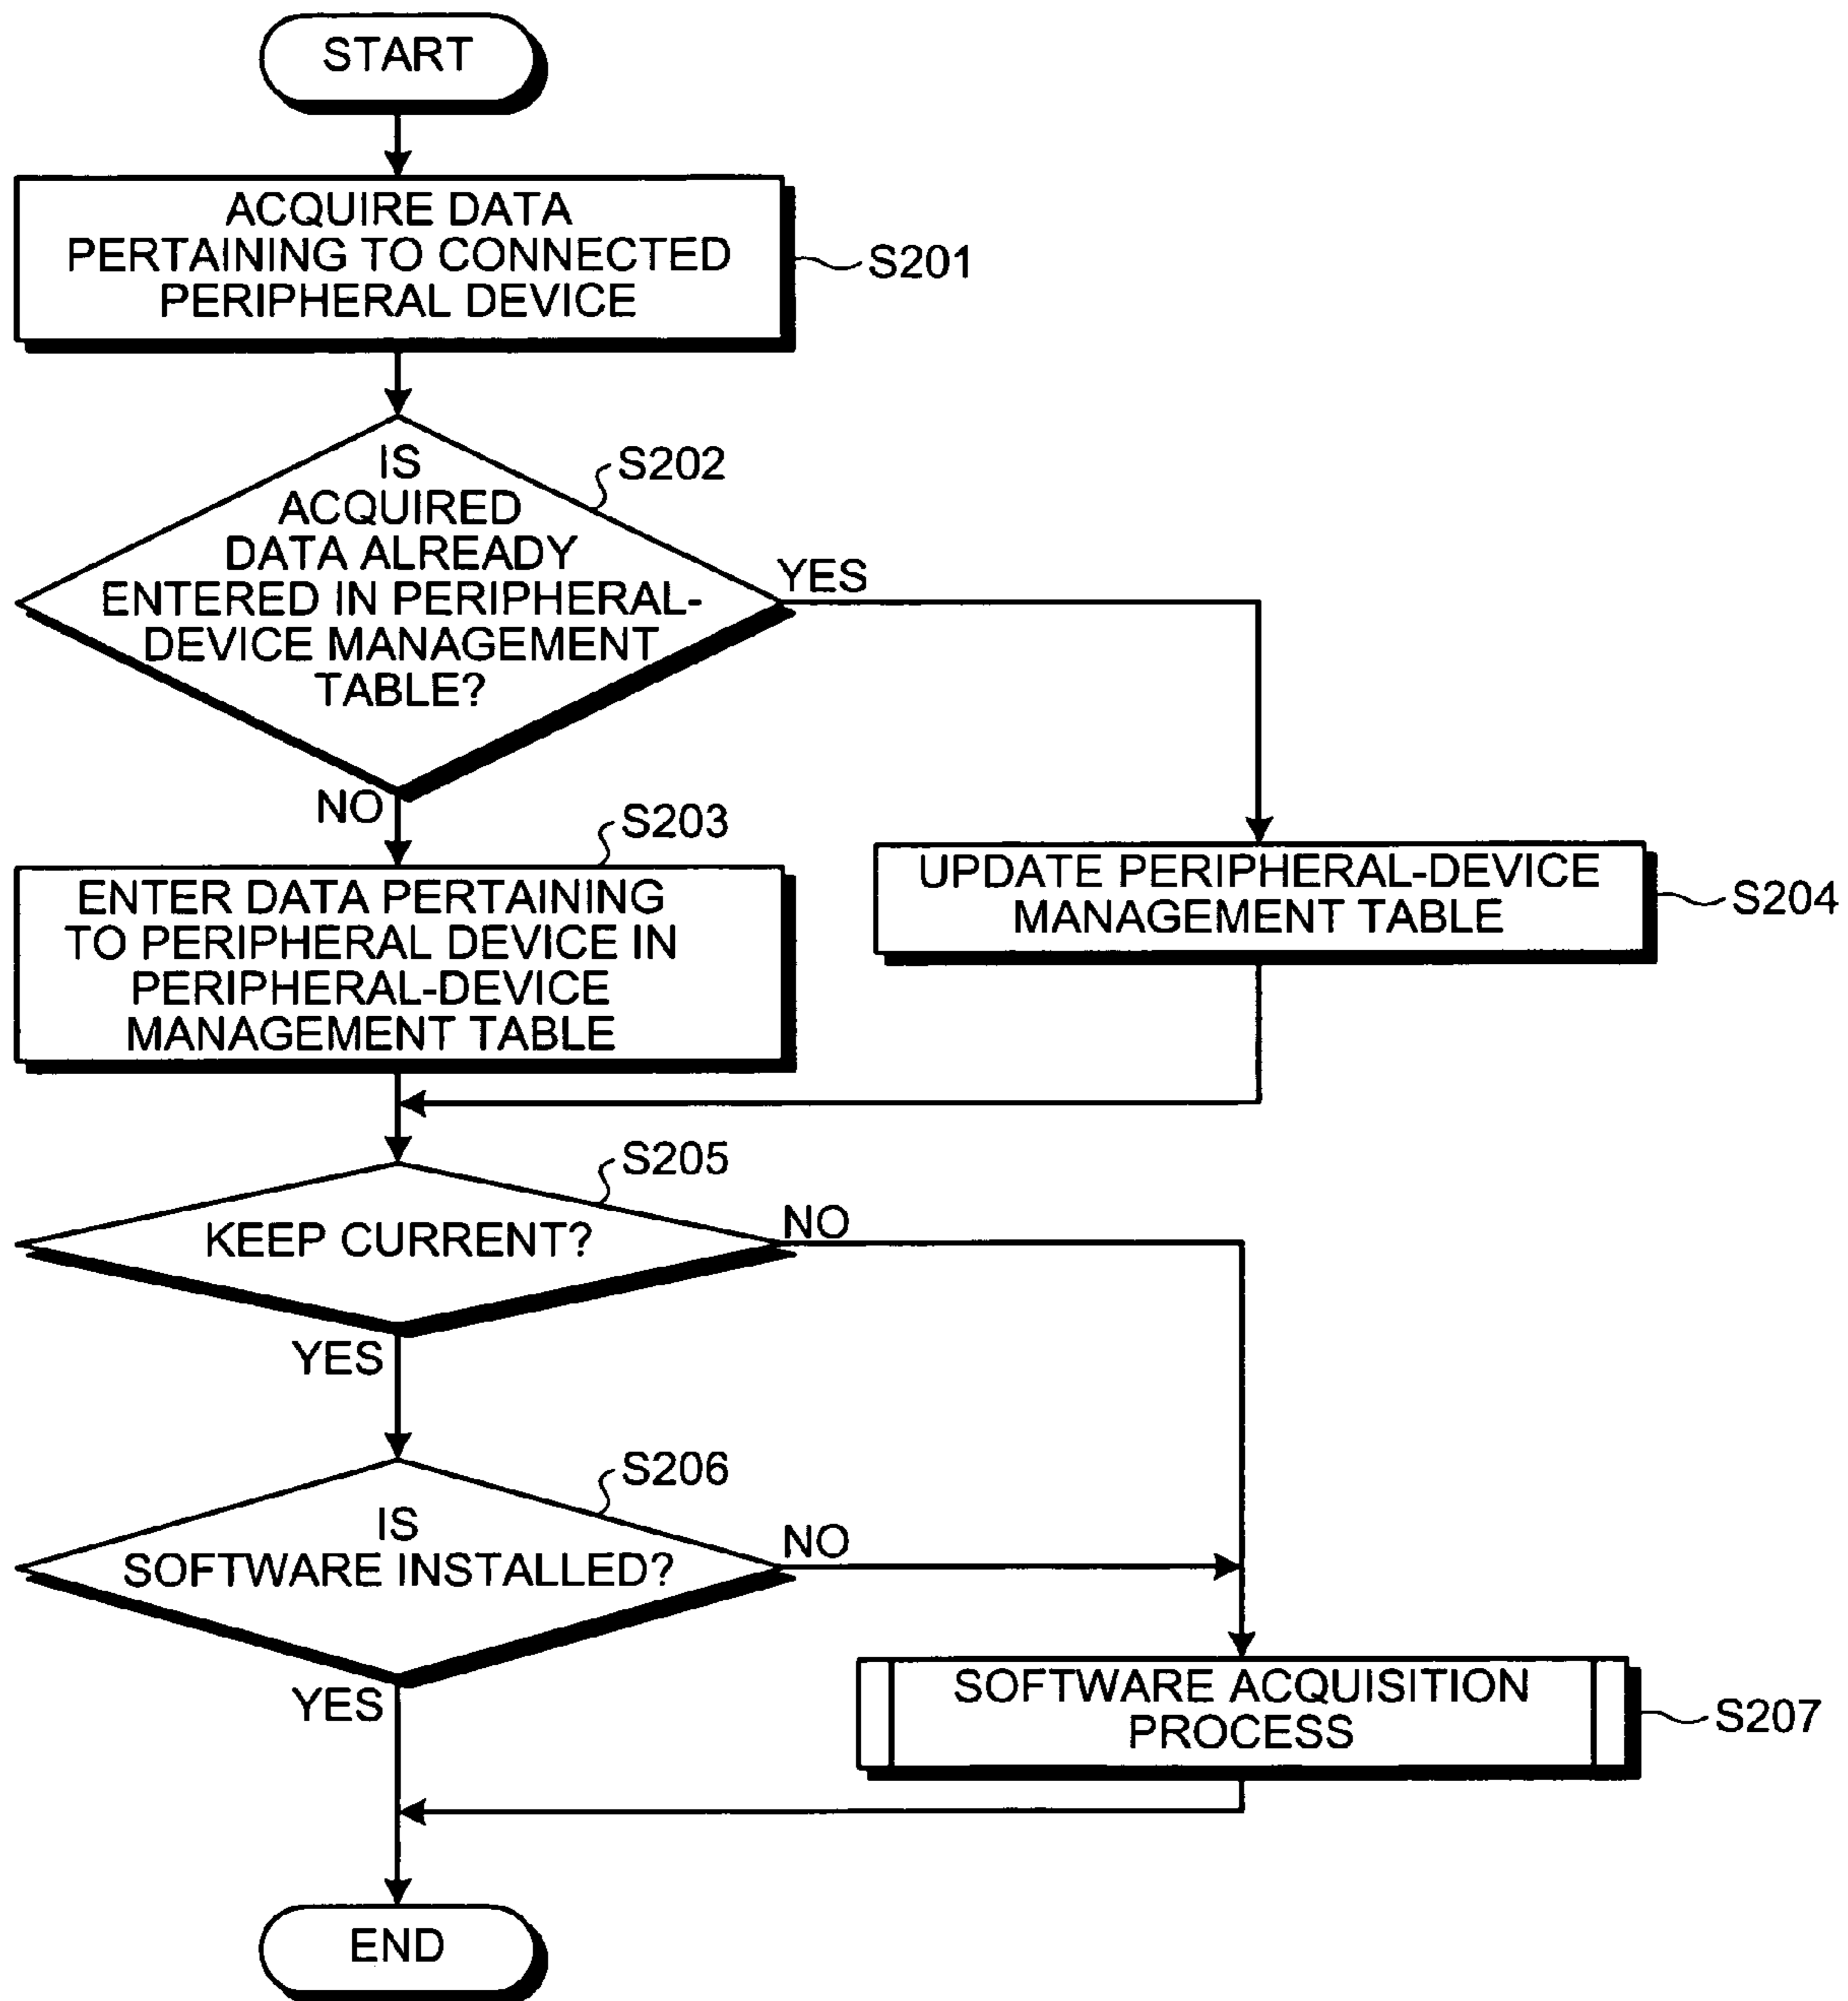 START
ACQUIRE DATA
PERTAINING TO CONNECTED
PERIPHERAL DEVICE
S201
IS
ACQUIRED
DATA ALREADY
ENTERED IN PERIPHERAL-
DEVICE MANAGEMENT
TABLE?
S202
YES
NO
S203
ENTER DATA PERTAINING
TO PERIPHERAL DEVICE IN
PERIPHERAL-DEVICE
MANAGEMENT TABLE
UPDATE PERIPHERAL-DEVICE
MANAGEMENT TABLE
S204
S205
KEEP CURRENT?
NO
YES
S206
IS
SOFTWARE INSTALLED?
NO
YES
SOFTWARE ACQUISITION
PROCESS
S207
END